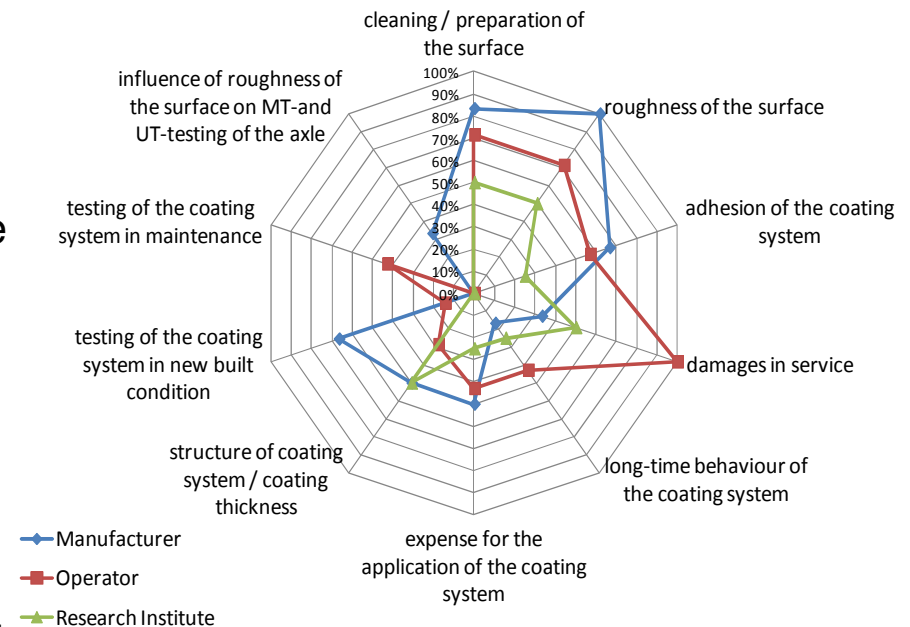 cleaning / preparation of
the surface
100%
90%
80%
70%
60%
50%
40%
30%
20%
10%
0%
roughness of the surface
adhesion of the coating
system
damages in service
long-time behaviour of
the coating system
expense for the
application of the coating
system
structure of coating
system / coating
thickness
testing of the coating
system in new built
condition
testing of the coating
system in maintenance
influence of roughness of
the surface on MT-and
UT-testing of the axle
e
Manufacturer
Operator
Research Institute